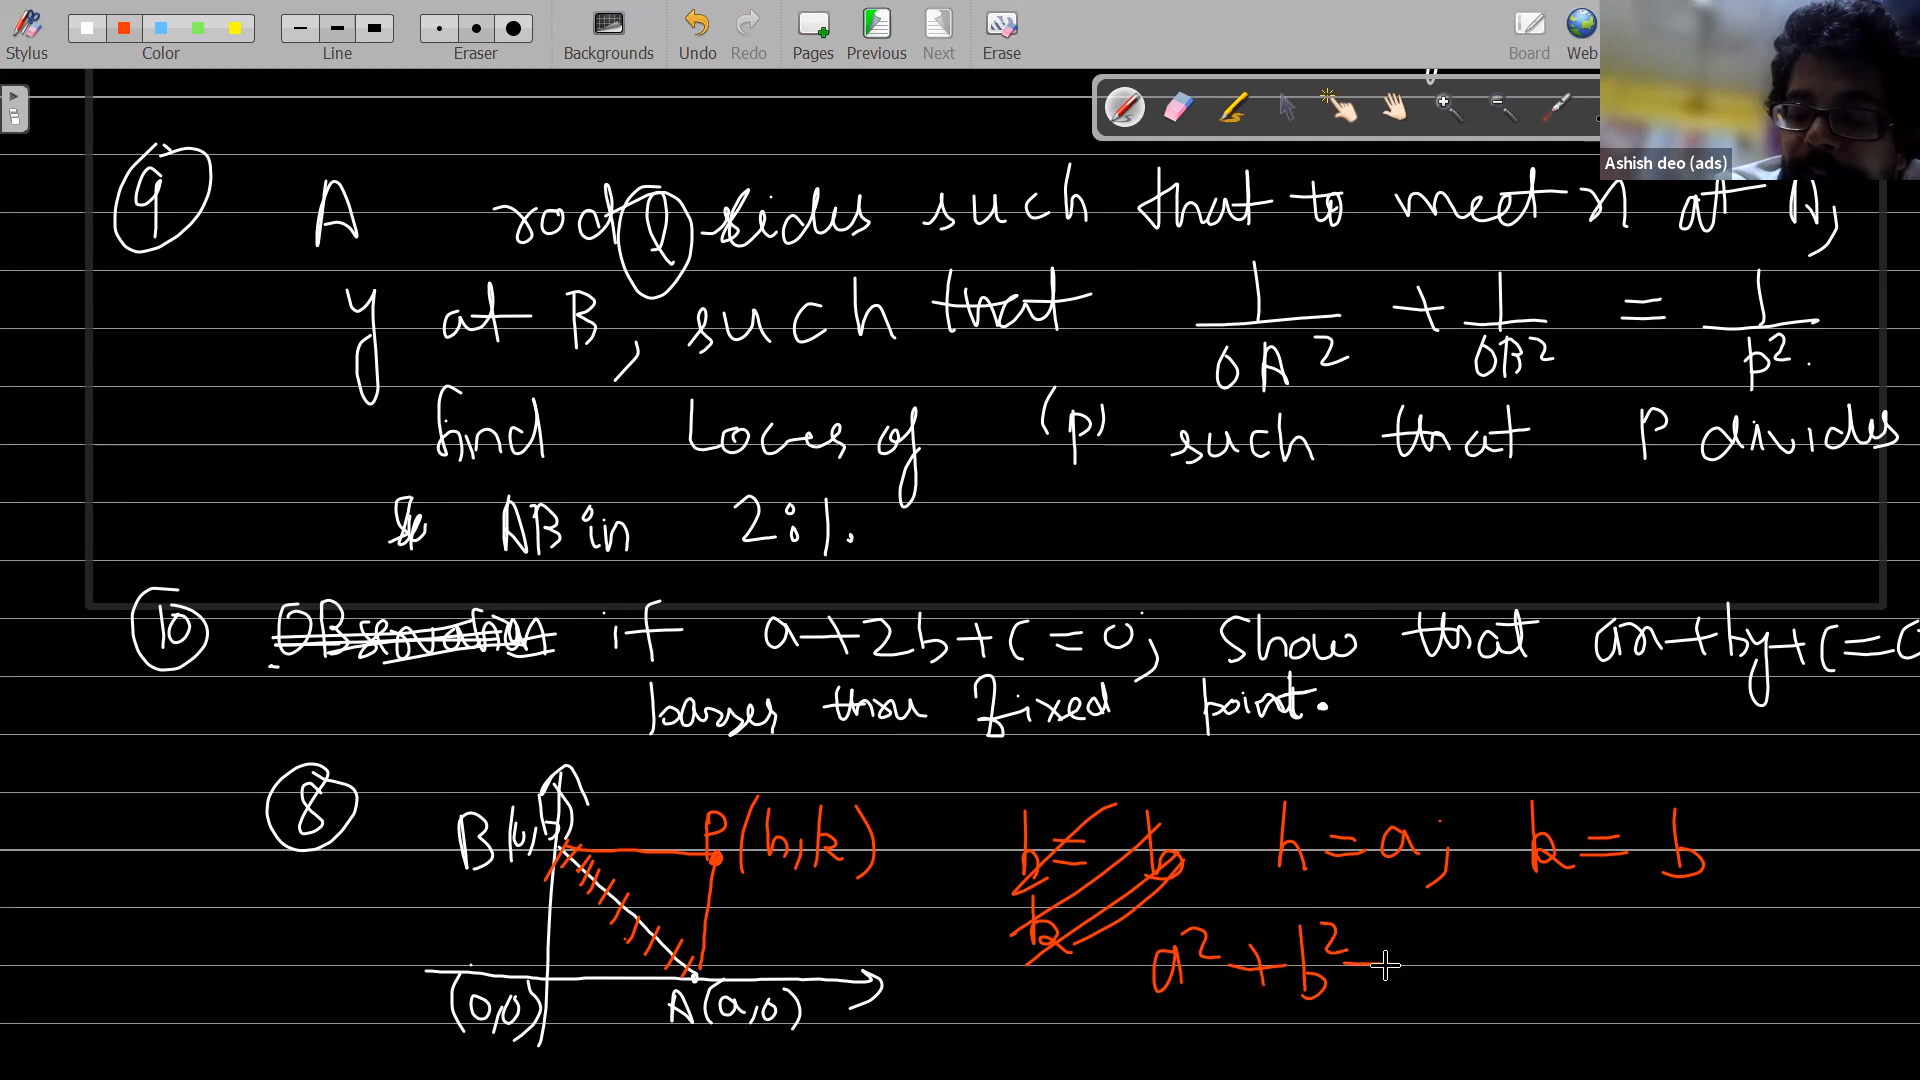 Stylus Color Line Eraser Backgrounds Undo Redo Pages Previous Next Erase Board Web
Ashish deo (ads)
9 A rod l slides such that to meet x at A,
y at B, such that 1/OA² + 1/OB² = 1/p².
find Locus of (P) such that P divides
AB in 2:1.
10 OBservation if a+2b+c=0; Show that ax+by+c=0
passes thru fixed point.
8 B(0,b) P(h,k) h= h=a; k=b
k
a²+b²
(0,0) A(a,0)